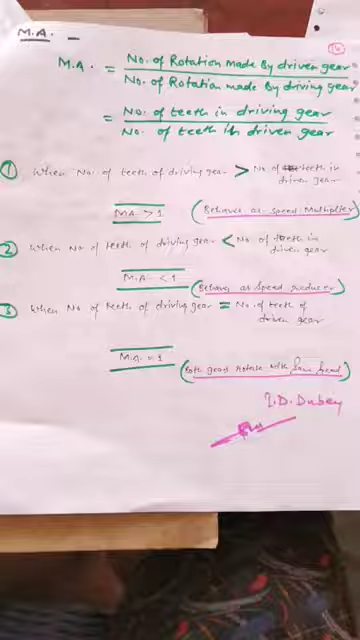 M.A. –
(14)
M.A. = No. of Rotation made By driven gear
No. of Rotation made By driving gear
= No. of teeth in driving gear
No. of teeth in driven gear
① When No. of teeth of driving gear > No of teeth in
driven gear
M.A. > 1 (Behaves as speed Multiplier)
② When No of teeth of driving gear < No of teeth in
driven gear
M.A. < 1 (Behaves as speed reducer)
③ When No of teeth of driving gear = No. of teeth of
driven gear
M.A. = 1 (Both gears rotate with Same speed)
D. Dubey